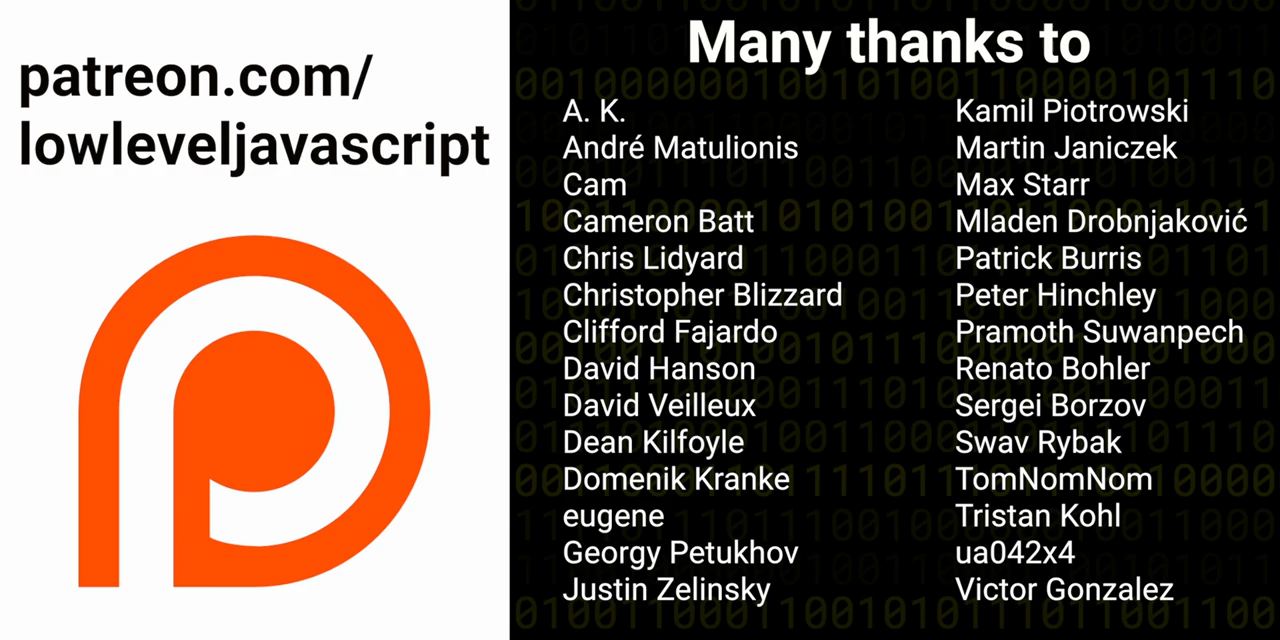 patreon.com/
lowleveljavascript
Many thanks to
A. K.
André Matulionis
Cam
Cameron Batt
Chris Lidyard
Christopher Blizzard
Clifford Fajardo
David Hanson
David Veilleux
Dean Kilfoyle
Domenik Kranke
eugene
Georgy Petukhov
Justin Zelinsky
Kamil Piotrowski
Martin Janiczek
Max Starr
Mladen Drobnjaković
Patrick Burris
Peter Hinchley
Pramoth Suwanpech
Renato Bohler
Sergei Borzov
Swav Rybak
TomNomNom
Tristan Kohl
ua042x4
Victor Gonzalez